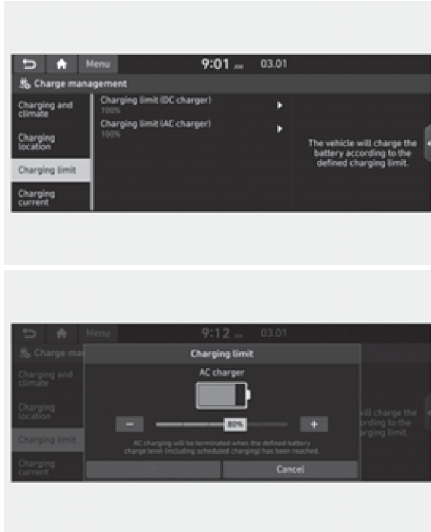 Menu
9:01 AM
03.01
Charge management
Charging and
climate
Charging
location
Charging limit
Charging
current
Charging limit (DC charger)
100%
Charging limit (AC charger)
100%
The vehicle will charge the
battery according to the
defined charging limit.
Menu
9:12
03.01
Charge
Charging limit
Charging and
climate
Charging
location
Charging limit
Charging
current
AC charger
−
80%
+
AC charging will be terminated when the defined battery
charge level (including scheduled charging) has been reached.
Cancel
will charge the
according to the
charging limit.